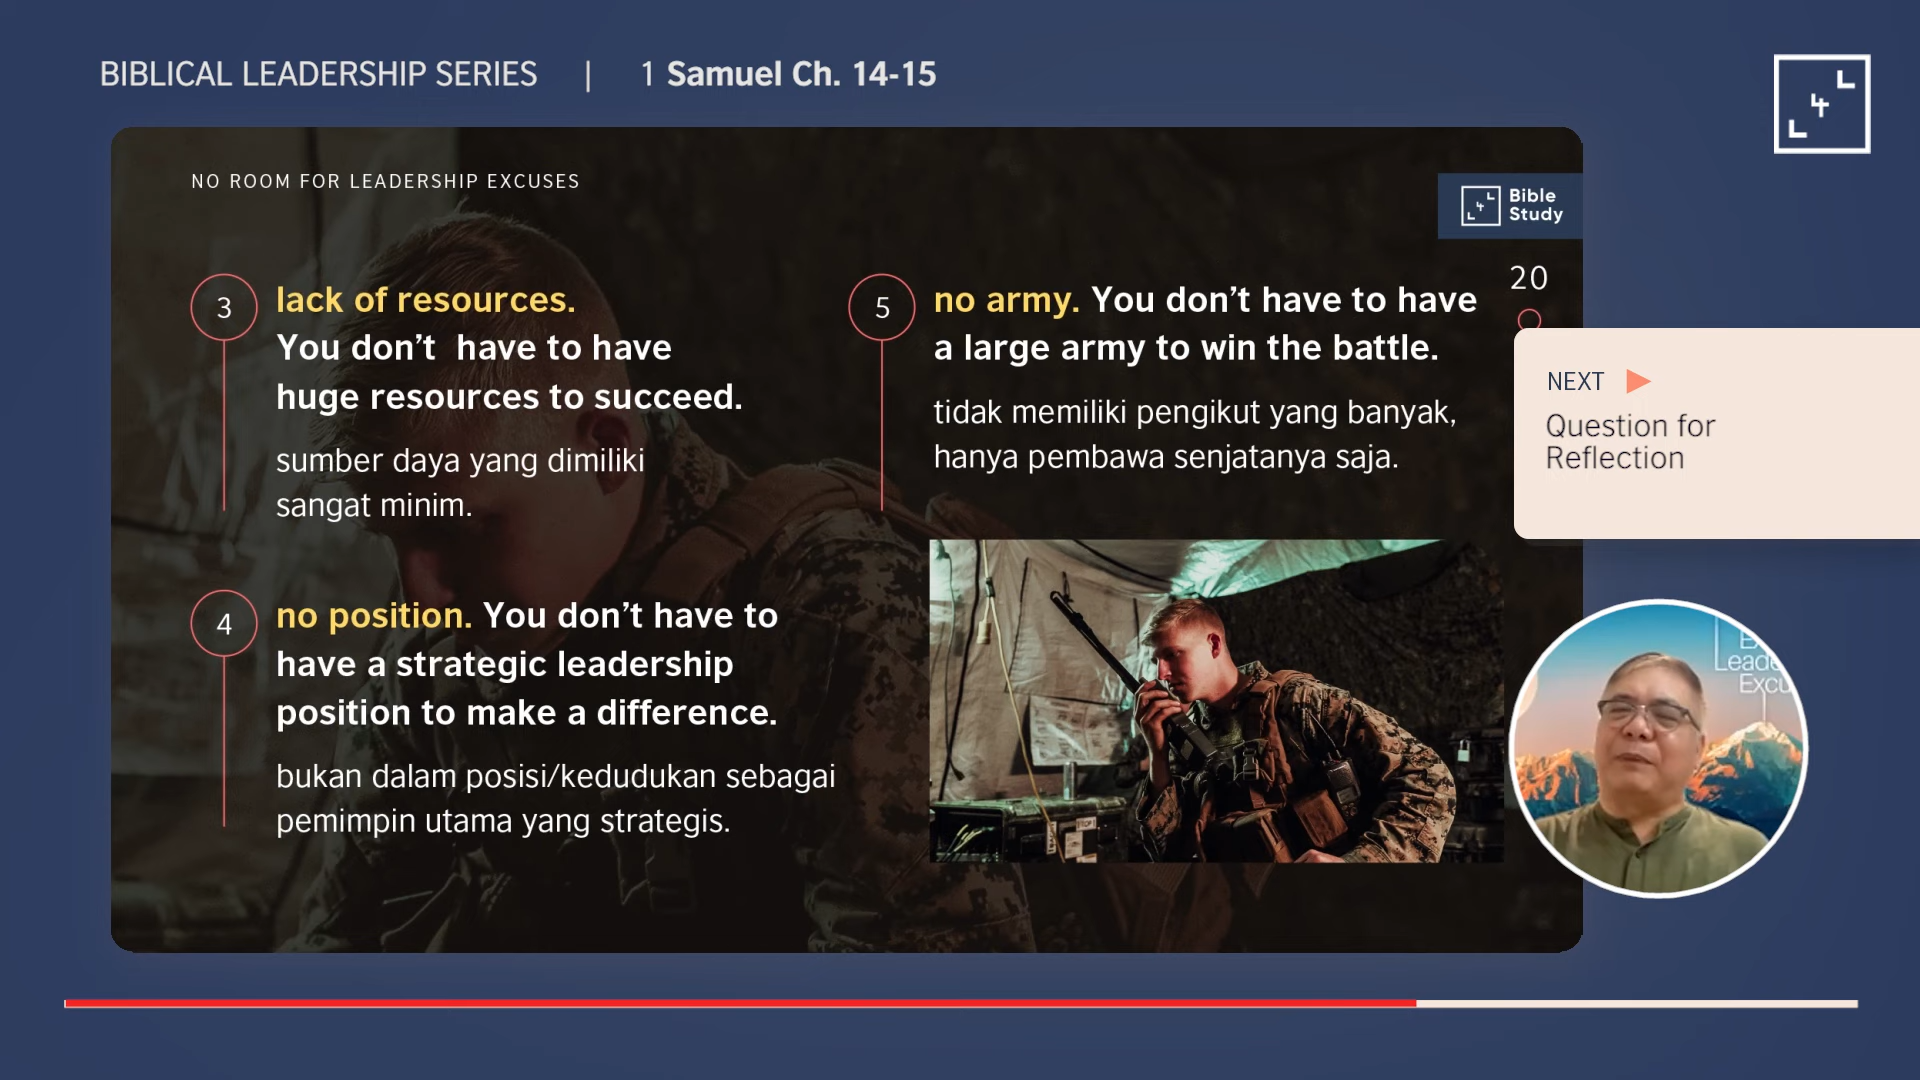 BIBLICAL LEADERSHIP SERIES | 1 Samuel Ch. 14-15
NO ROOM FOR LEADERSHIP EXCUSES
Bible
Study
3
lack of resources.
You don’t have to have
huge resources to succeed.
sumber daya yang dimiliki
sangat minim.
4
no position. You don’t have to
have a strategic leadership
position to make a difference.
bukan dalam posisi/kedudukan sebagai
pemimpin utama yang strategis.
5
no army. You don’t have to have
a large army to win the battle.
tidak memiliki pengikut yang banyak,
hanya pembawa senjatanya saja.
20
NEXT
Question for
Reflection